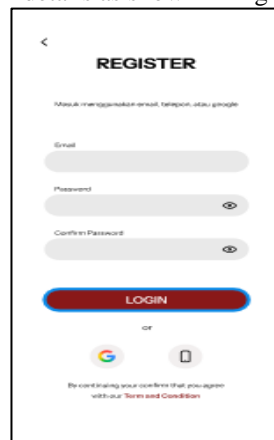 REGISTER
Masuk menggunakan email, telepon, atau google
Email
Password
Confirm Password
LOGIN
or
By continuing your confirm that you agree
with our Term and Condition